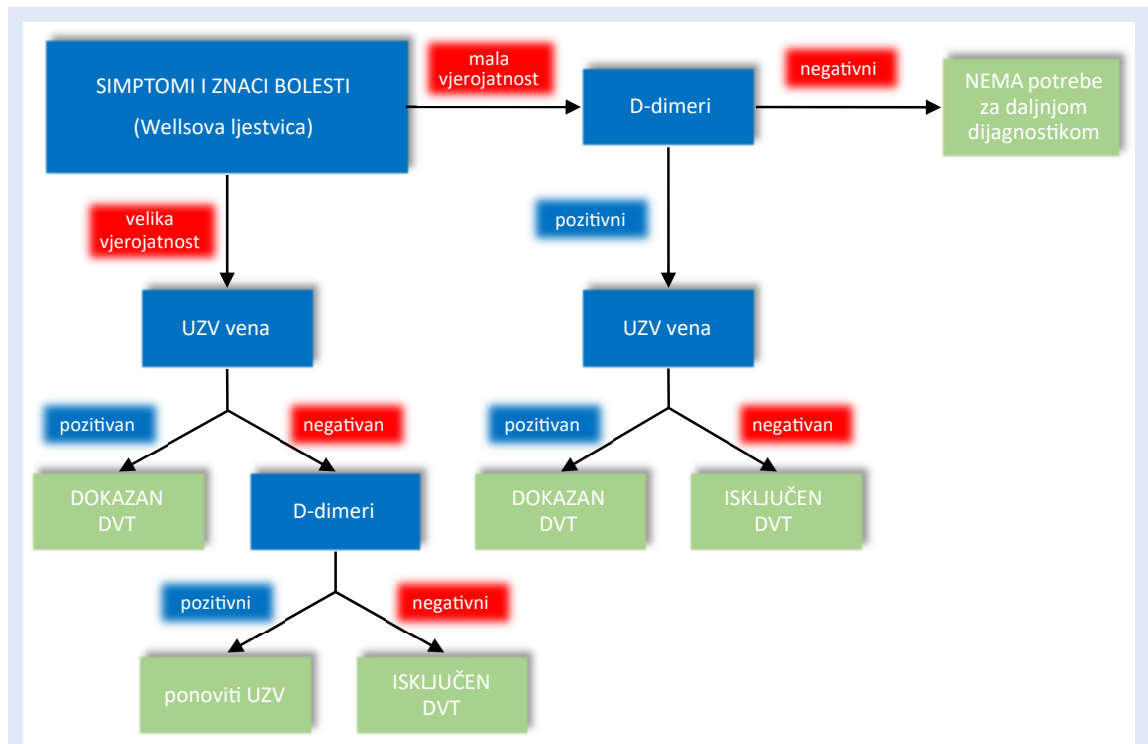 SIMPTOMI I ZNACI BOLESTI
(Wellsova ljestvica)
mala
vjerojatnost
D-dimeri
negativni
NEMA potrebe
za daljnjom
dijagnostikom
velika
vjerojatnost
pozitivni
UZV vena
UZV vena
pozitivan
negativan
pozitivan
negativan
DOKAZAN
DVT
D-dimeri
DOKAZAN
DVT
ISKLJUČEN
DVT
pozitivni
negativni
ponoviti UZV
ISKLJUČEN
DVT